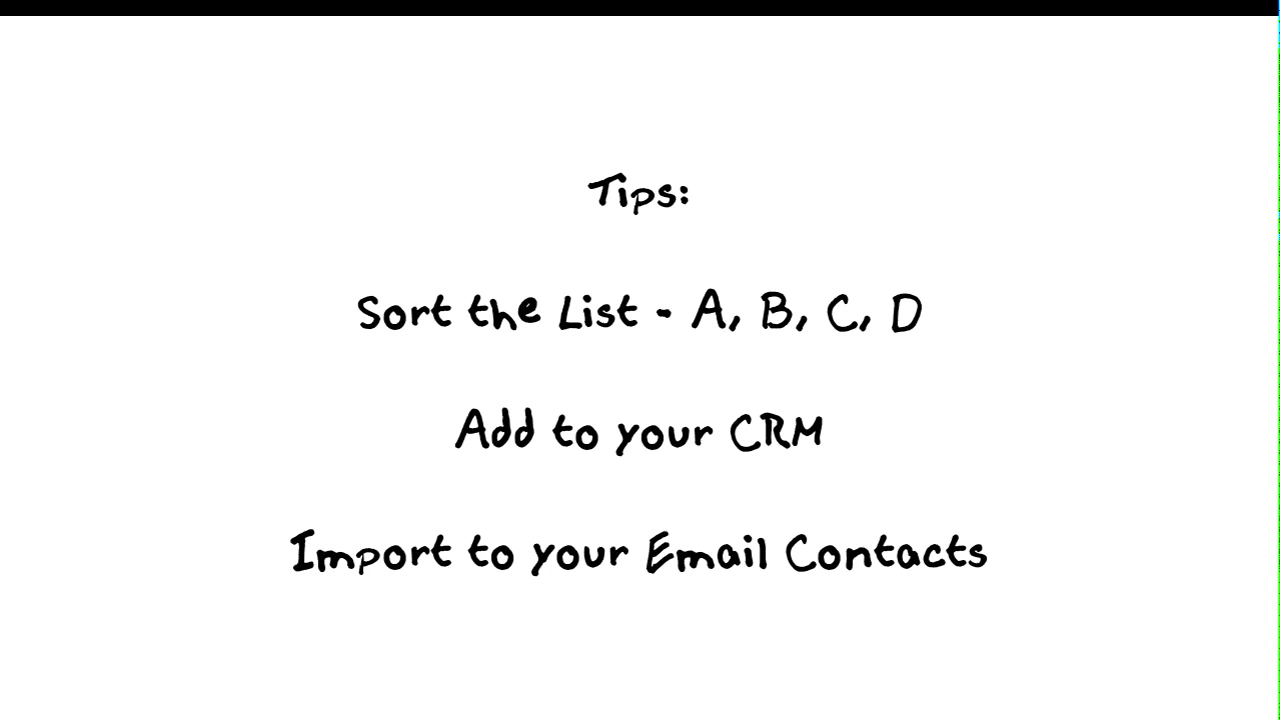 Tips:
Sort the List - A, B, C, D
Add to your CRM
Import to your Email Contacts